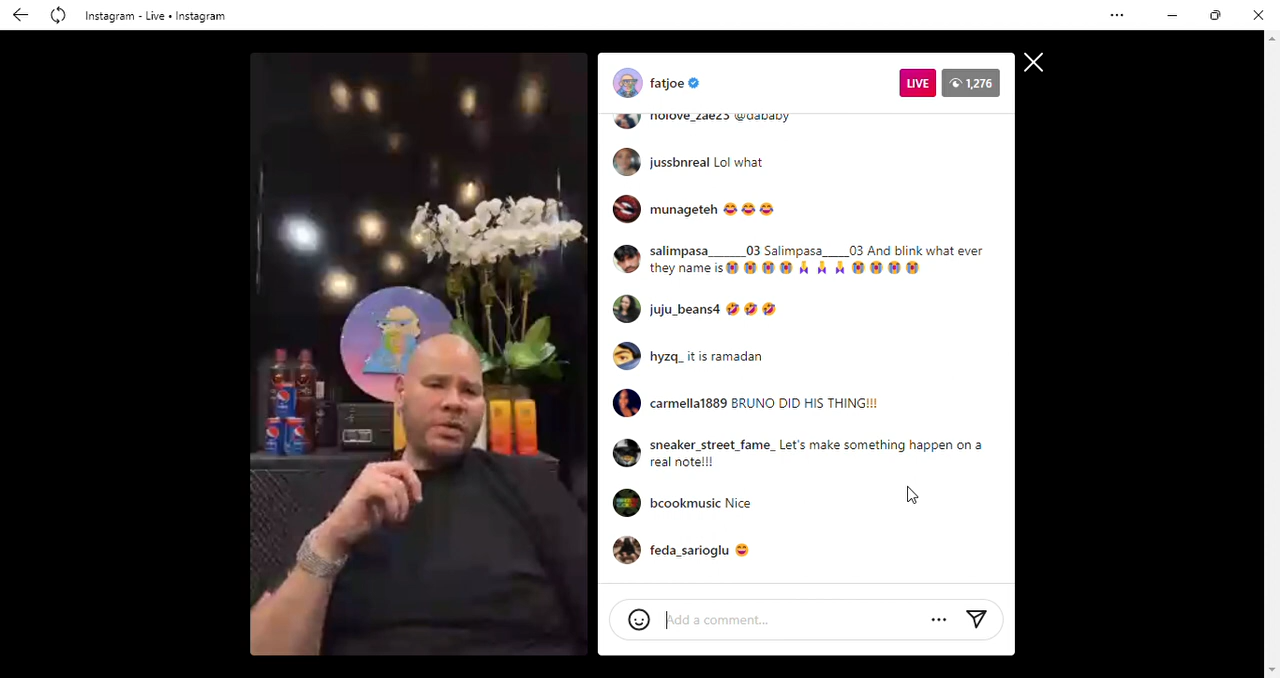 Instagram - Live • Instagram
fatjoe
LIVE
1,276
nolove_zae23 @dababy
jussbnreal Lol what
munageteh 😂😂😂
salimpasa_______03 Salimpasa_____03 And blink what ever
they name is😭😭😭😭🧎‍♀️🧎‍♀️🧎‍♀️😭😭😭😭
juju_beans4 🤣🤣🤣
hyzq_ it is ramadan
carmella1889 BRUNO DID HIS THING!!!
sneaker_street_fame_ Let's make something happen on a
real note!!!
bcookmusic Nice
feda_sarioglu 😄
Add a comment...